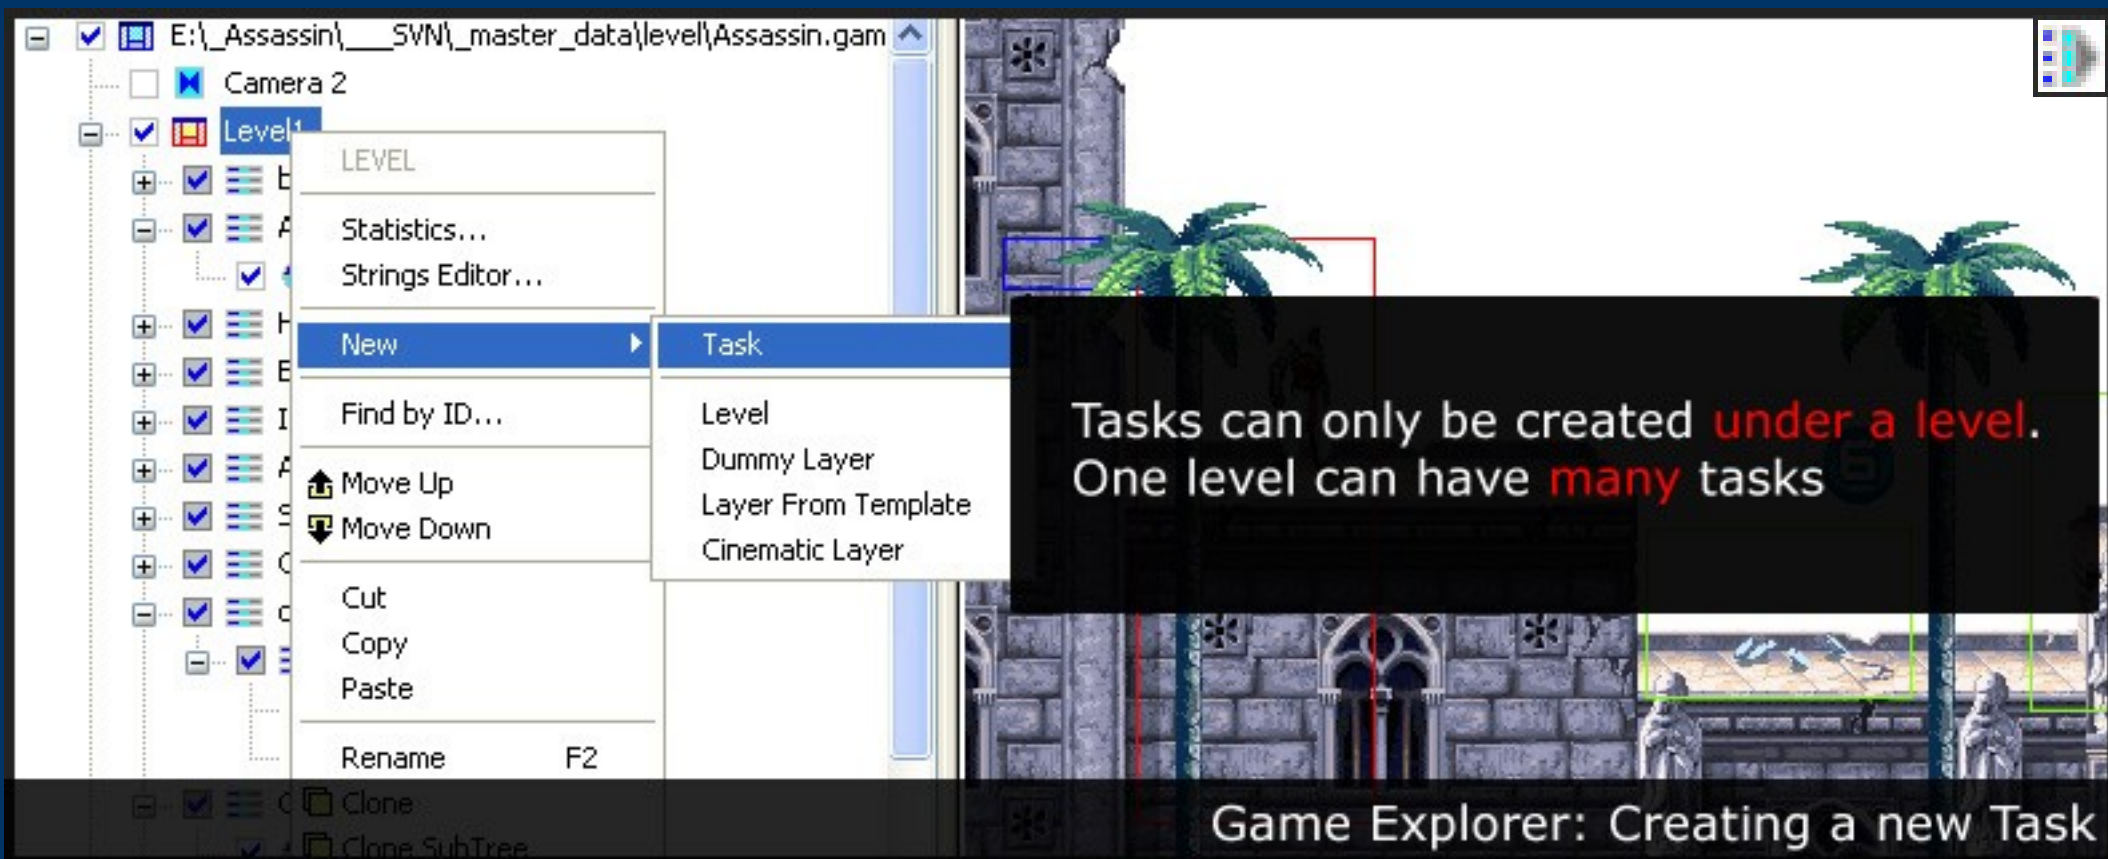 E:\_Assassin\___SVN\_master_data\level\Assassin.gam
Camera 2
Level1
LEVEL
Statistics...
Strings Editor...
New
Find by ID...
Move Up
Move Down
Cut
Copy
Paste
Rename F2
Clone
Clone SubTree
Task
Level
Dummy Layer
Layer From Template
Cinematic Layer
Tasks can only be created under a level.
One level can have many tasks
Game Explorer: Creating a new Task